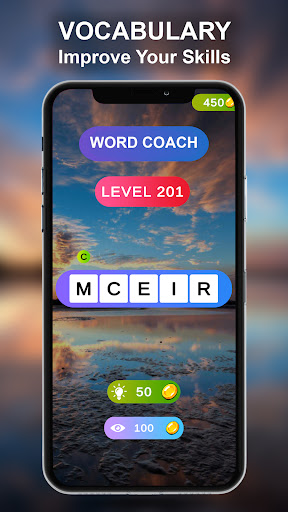 VOCABULARY
Improve Your Skills
450
WORD COACH
LEVEL 201
C
M C E I R
50
100